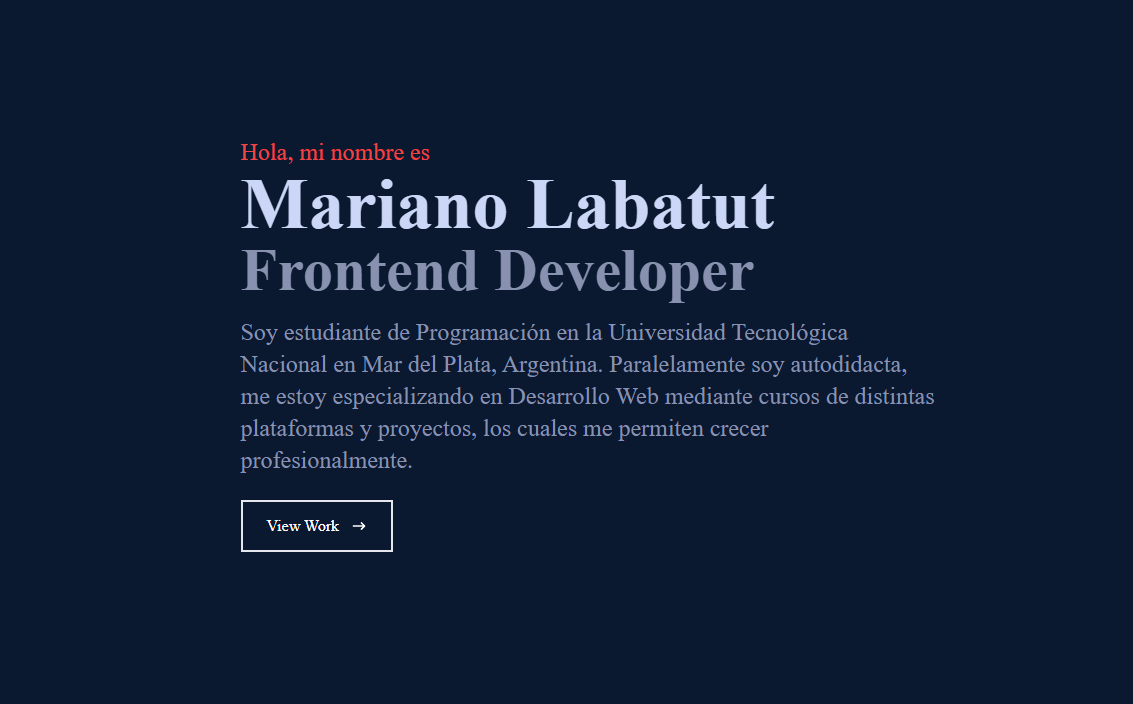 Hola, mi nombre es
Mariano Labatut
Frontend Developer
Soy estudiante de Programación en la Universidad Tecnológica
Nacional en Mar del Plata, Argentina. Paralelamente soy autodidacta,
me estoy especializando en Desarrollo Web mediante cursos de distintas
plataformas y proyectos, los cuales me permiten crecer
profesionalmente.
View Work →